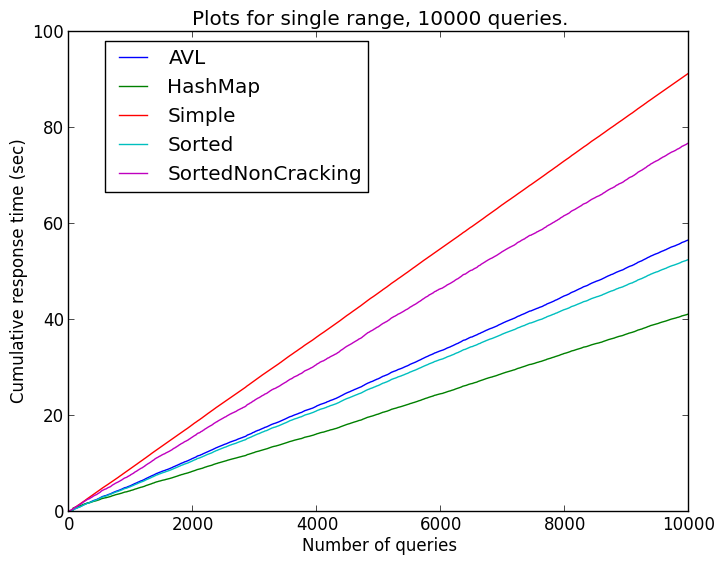 Plots for single range, 10000 queries.
100
80
60
40
20
0
Cumulative response time (sec)
AVL
HashMap
Simple
Sorted
SortedNonCracking
0 2000 4000 6000 8000 10000
Number of queries